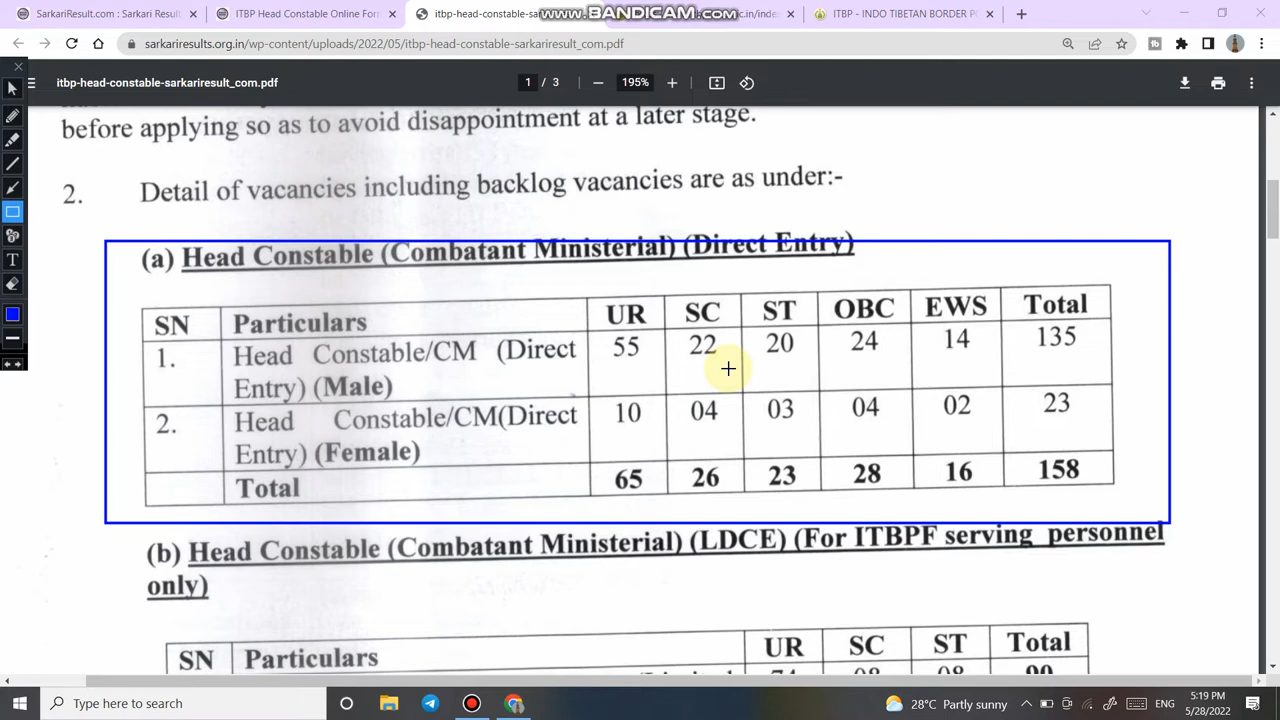 SarkariResult.com : Sarkari Resul
ITBP Head Constable Online For
itbp-head-constable-sa
www.BANDICAM.com
in/inde
ITBP - INDO TIBETAN BORDER P
sarkariresults.org.in/wp-content/uploads/2022/05/itbp-head-constable-sarkariresult_com.pdf
itbp-head-constable-sarkariresult_com.pdf
1 / 3
195%
before applying so as to avoid disappointment at a later stage.
2. Detail of vacancies including backlog vacancies are as under:-
(a) Head Constable (Combatant Ministerial) (Direct Entry)
SN Particulars UR SC ST OBC EWS Total
1. Head Constable/CM (Direct 55 22 20 24 14 135
Entry) (Male)
2. Head Constable/CM(Direct 10 04 03 04 02 23
Entry) (Female)
Total 65 26 23 28 16 158
(b) Head Constable (Combatant Ministerial) (LDCE) (For ITBPF serving personnel
only)
SN Particulars UR SC ST Total
T
Type here to search
28°C Partly sunny
ENG
5:19 PM
5/28/2022